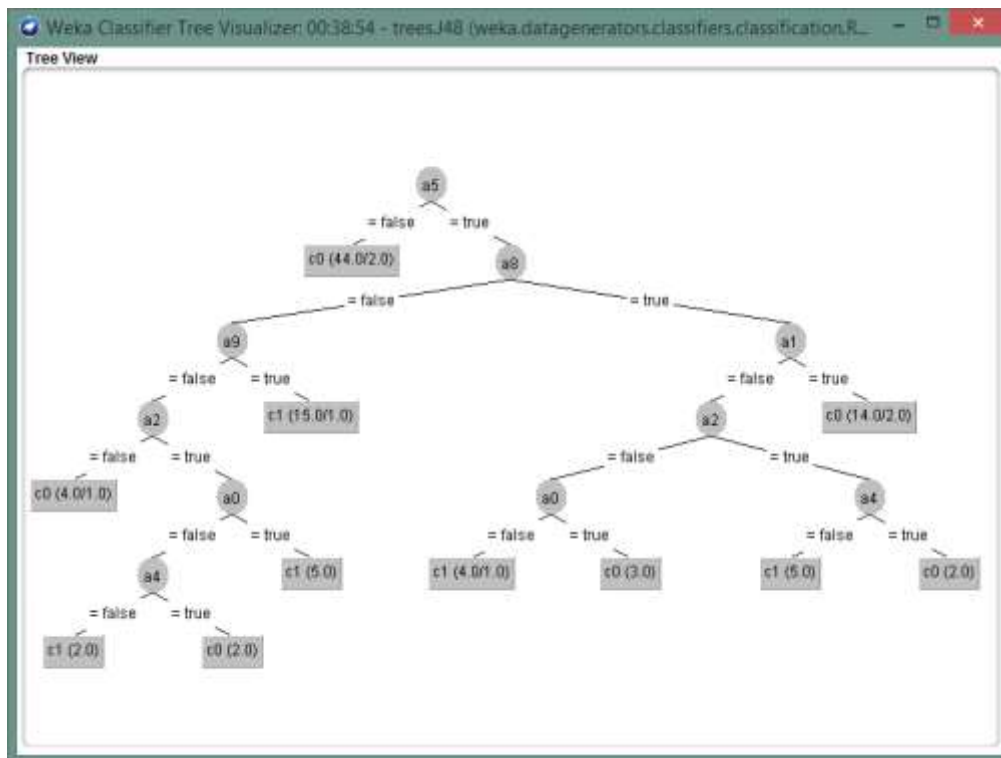 Weka Classifier Tree Visualizer: 00:38:54 - trees.J48 (weka.datagenerators.classifiers.classification.R...
Tree View
a5
= false = true
c0 (44.0/2.0) a8
= false = true
a9 a1
= false = true = false = true
a2 c1 (15.0/1.0) a2 c0 (14.0/2.0)
= false = true = false = true
c0 (4.0/1.0) a0 a0 a4
= false = true = false = true = false = true
a4 c1 (5.0) c1 (4.0/1.0) c0 (3.0) c1 (5.0) c0 (2.0)
= false = true
c1 (2.0) c0 (2.0)